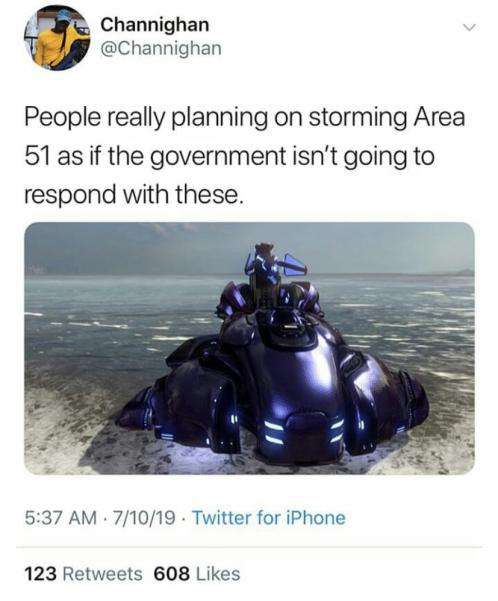 Channighan
@Channighan
People really planning on storming Area
51 as if the government isn't going to
respond with these.
5:37 AM · 7/10/19 · Twitter for iPhone
123 Retweets 608 Likes